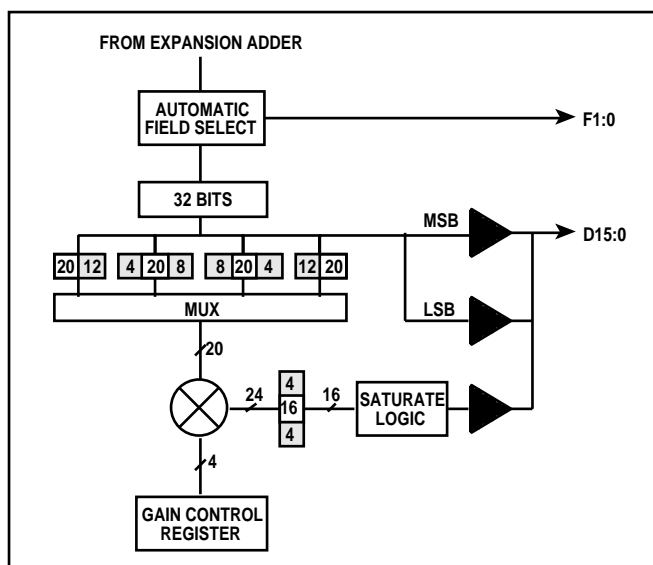 FROM EXPANSION ADDER
AUTOMATIC
FIELD SELECT
F1:0
32 BITS
MSB
D15:0
20 12 4 20 8 8 20 4 12 20
MUX
LSB
20
24
4
16
4
16
SATURATE
LOGIC
4
GAIN CONTROL
REGISTER